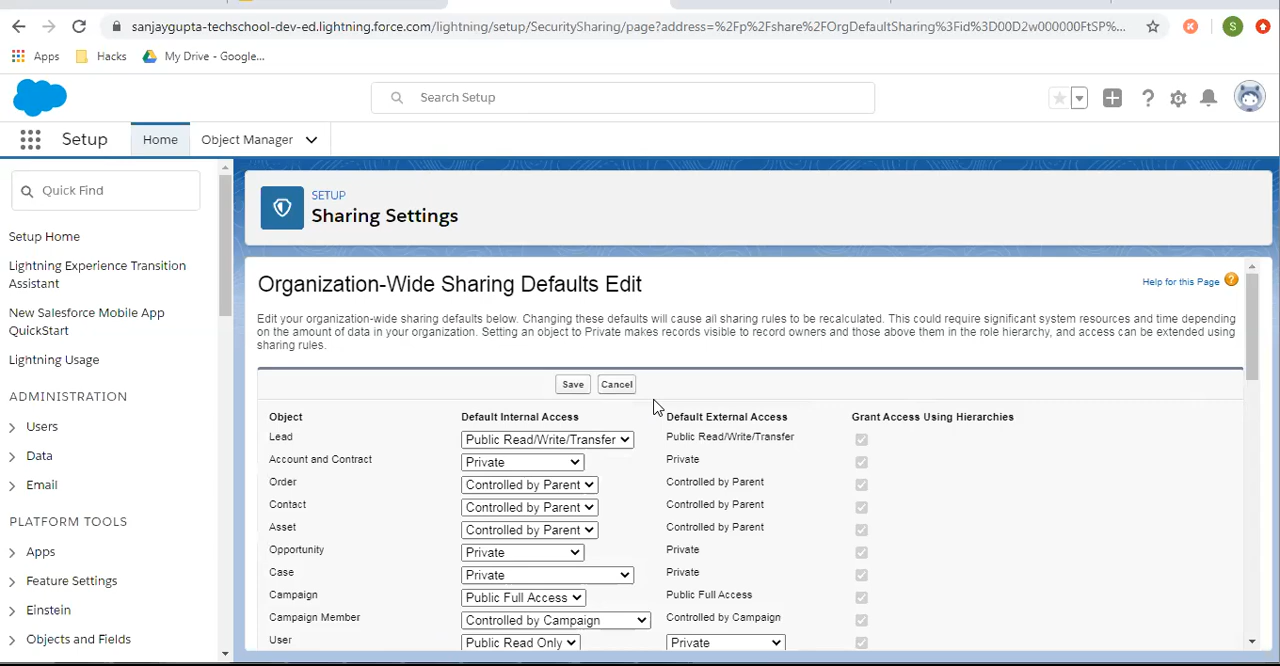 sanjaygupta-techschool-dev-ed.lightning.force.com/lightning/setup/SecuritySharing/page?address=%2Fp%2Fshare%2FOrgDefaultSharing%3Fid%3D00D2w000000FtSP%...
S
Apps Hacks My Drive - Google...
Search Setup
Setup Home Object Manager
Quick Find
Setup Home
Lightning Experience Transition
Assistant
New Salesforce Mobile App
QuickStart
Lightning Usage
ADMINISTRATION
Users
Data
Email
PLATFORM TOOLS
Apps
Feature Settings
Einstein
Objects and Fields
SETUP
Sharing Settings
Organization-Wide Sharing Defaults Edit
Help for this Page ?
Edit your organization-wide sharing defaults below. Changing these defaults will cause all sharing rules to be recalculated. This could require significant system resources and time depending
on the amount of data in your organization. Setting an object to Private makes records visible to record owners and those above them in the role hierarchy, and access can be extended using
sharing rules.
Save Cancel
Object Default Internal Access Default External Access Grant Access Using Hierarchies
Lead Public Read/Write/Transfer Public Read/Write/Transfer
Account and Contract Private Private
Order Controlled by Parent Controlled by Parent
Contact Controlled by Parent Controlled by Parent
Asset Controlled by Parent Controlled by Parent
Opportunity Private Private
Case Private Private
Campaign Public Full Access Public Full Access
Campaign Member Controlled by Campaign Controlled by Campaign
User Public Read Only Private